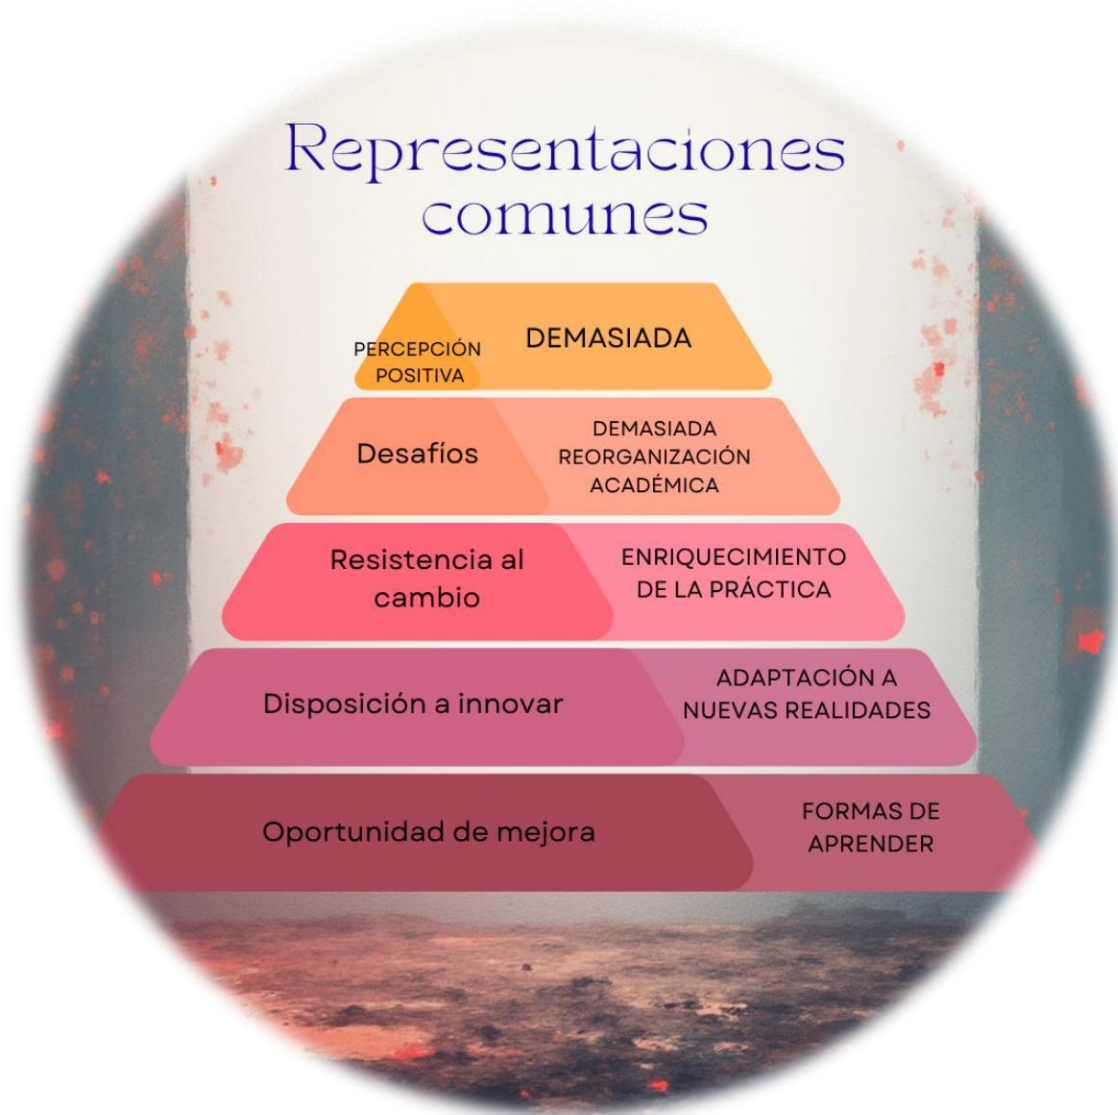 Representaciones
comunes
PERCEPCIÓN
POSITIVA
DEMASIADA
Desafíos
DEMASIADA
REORGANIZACIÓN
ACADÉMICA
Resistencia al
cambio
ENRIQUECIMIENTO
DE LA PRÁCTICA
Disposición a innovar
ADAPTACIÓN A
NUEVAS REALIDADES
Oportunidad de mejora
FORMAS DE
APRENDER